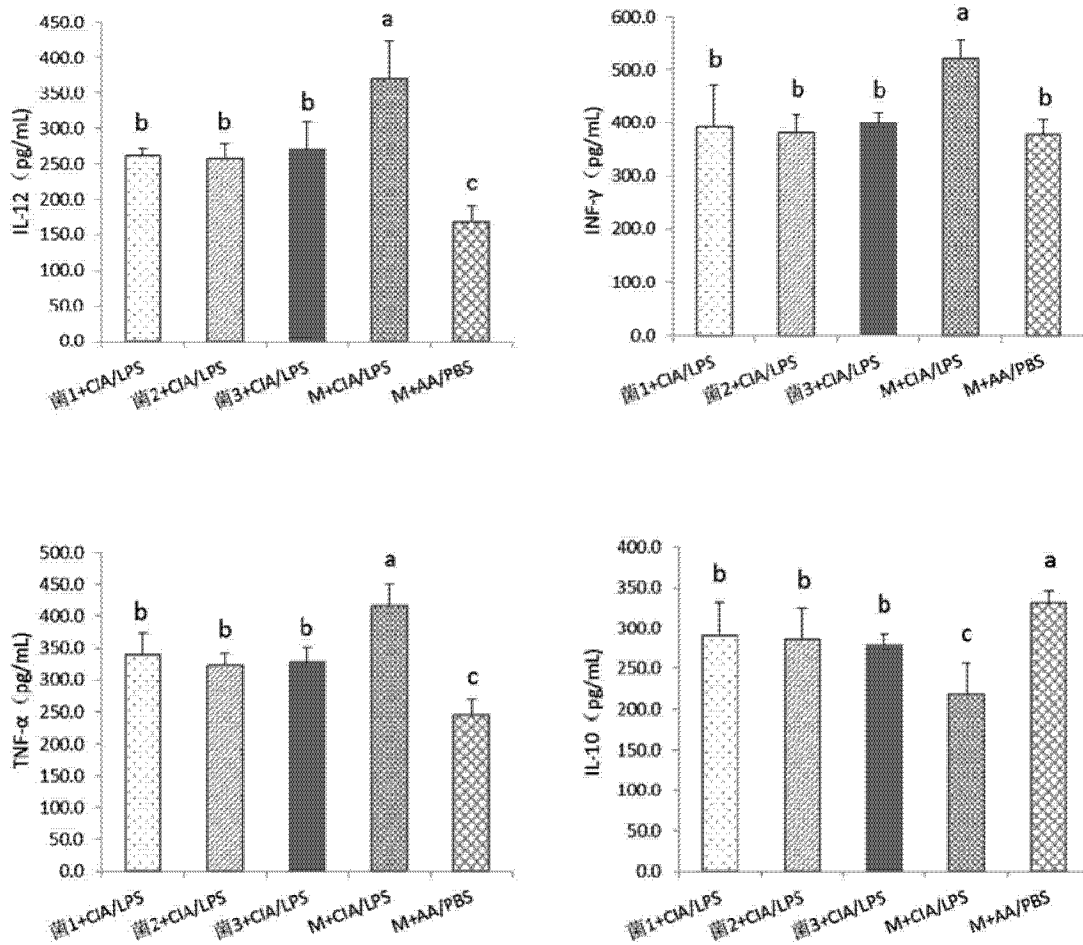 450.0
400.0
350.0
300.0
250.0
200.0
150.0
100.0
50.0
0.0
IL-12 (pg/mL)
b
b
b
a
c
菌1+CIA/LPS
菌2+CIA/LPS
菌3+CIA/LPS
M+CIA/LPS
M+AA/PBS
600.0
500.0
400.0
300.0
200.0
100.0
0.0
INF-γ (pg/mL)
b
b
b
a
b
菌1+CIA/LPS
菌2+CIA/LPS
菌3+CIA/LPS
M+CIA/LPS
M+AA/PBS
500.0
450.0
400.0
350.0
300.0
250.0
200.0
150.0
100.0
50.0
0.0
TNF-α (pg/mL)
b
b
b
a
c
菌1+CIA/LPS
菌2+CIA/LPS
菌3+CIA/LPS
M+CIA/LPS
M+AA/PBS
400.0
350.0
300.0
250.0
200.0
150.0
100.0
50.0
0.0
IL-10 (pg/mL)
b
b
b
c
a
菌1+CIA/LPS
菌2+CIA/LPS
菌3+CIA/LPS
M+CIA/LPS
M+AA/PBS